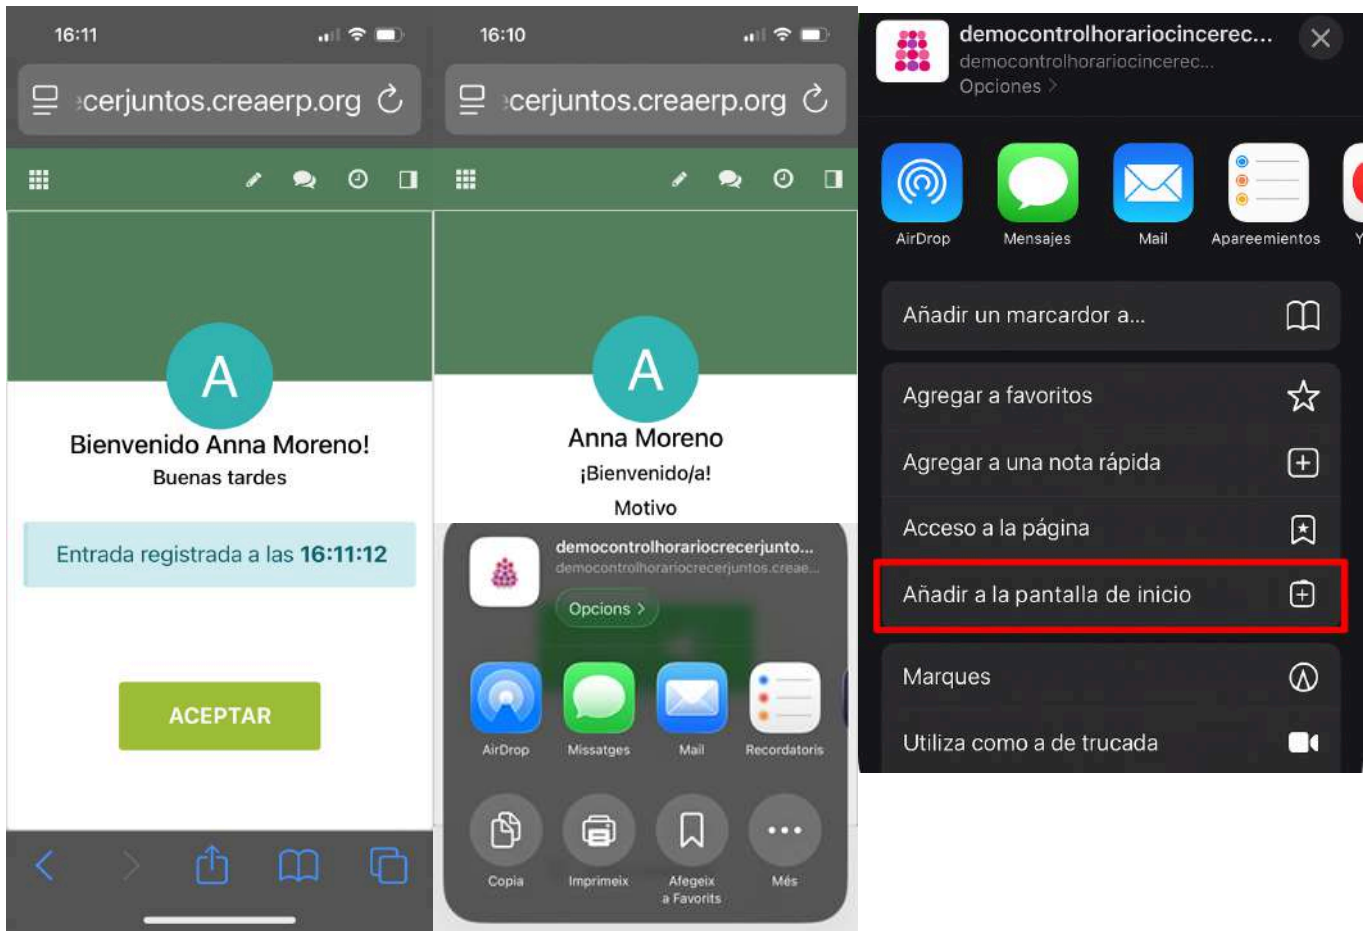 16:11
ecerjuntos.creaerp.org
A
Bienvenido Anna Moreno!
Buenas tardes
Entrada registrada a las 16:11:12
ACEPTAR
16:10
ecerjuntos.creaerp.org
A
Anna Moreno
¡Bienvenido/a!
Motivo
democontrolhorariocrecerjunto...
democontrolhorariocrecerjuntos.creae...
Opcions >
AirDrop
Missatges
Mail
Recordatoris
Copia
Imprimeix
Afegeix
a Favorits
Més
democontrolhorariocincerec...
democontrolhorariocincerec...
Opciones >
AirDrop
Mensajes
Mail
Apareemientos
Y
Añadir un marcardor a...
Agregar a favoritos
Agregar a una nota rápida
Acceso a la página
Añadir a la pantalla de inicio
Marques
Utiliza como a de trucada